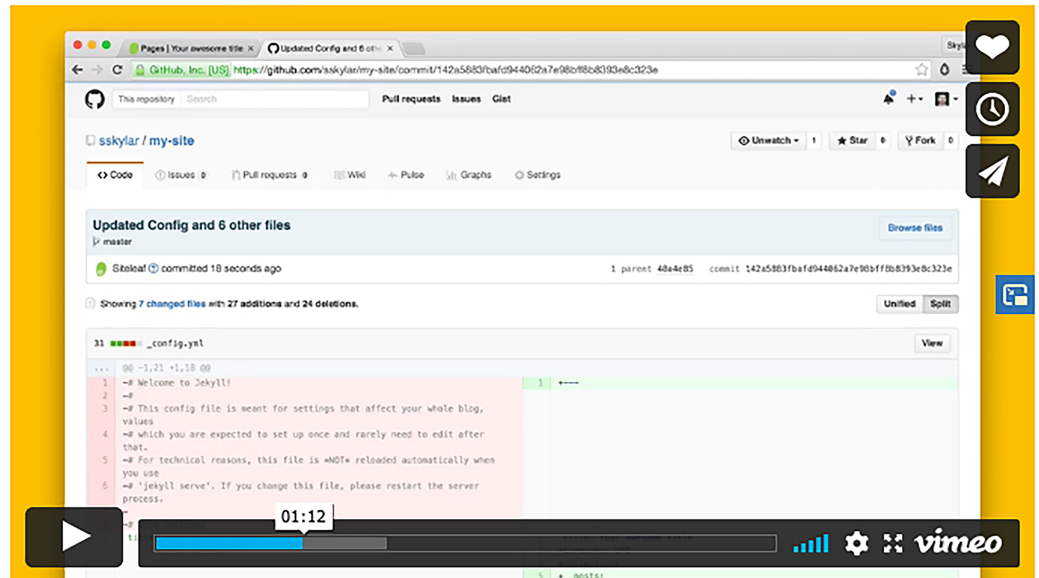 Pages | Your awesome title × Updated Config and 6 othe ×
GitHub, Inc. [US] https://github.com/sskylar/my-site/commit/142a5883fbafd944062a7e98bff8b8393e8c323e
This repository Search Pull requests Issues Gist
sskylar / my-site Unwatch 1 Star 0 Fork 0
Code Issues 0 Pull requests 0 Wiki Pulse Graphs Settings
Updated Config and 6 other files Browse files
master
Siteleaf committed 18 seconds ago 1 parent 40a4e85 commit 142a5883fbafd944062a7e98bff8b8393e8c323e
Showing 7 changed files with 27 additions and 24 deletions. Unified Split
31 _config.yml View
... @@ -1,21 +1,18 @@
1 -# Welcome to Jekyll! 1 +---
2 -#
3 -# This config file is meant for settings that affect your whole blog,
values
4 -# which you are expected to set up once and rarely need to edit after
that.
5 -# For technical reasons, this file is *NOT* reloaded automatically when
you use
6 -# 'jekyll serve'. If you change this file, please restart the server
process.
01:12
vimeo
5 + posts: